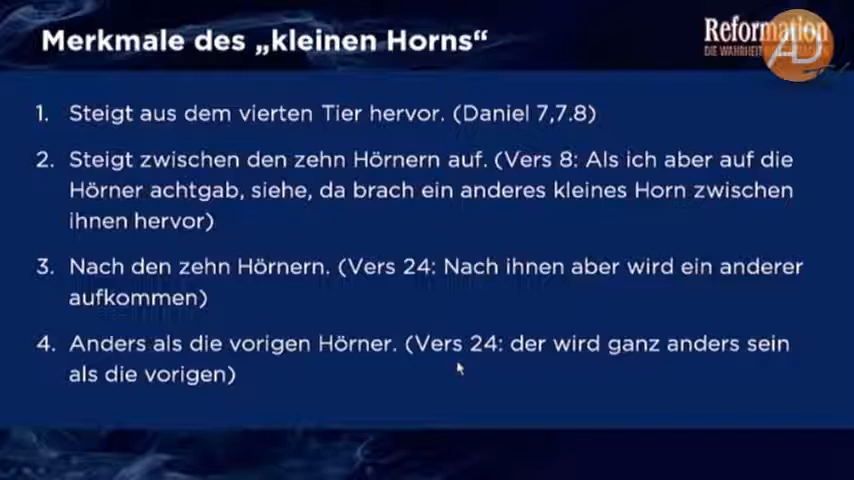 Merkmale des „kleinen Horns“
Reformation
DIE WAHRHEIT
1. Steigt aus dem vierten Tier hervor. (Daniel 7,7.8)
2. Steigt zwischen den zehn Hörnern auf. (Vers 8: Als ich aber auf die
Hörner achtgab, siehe, da brach ein anderes kleines Horn zwischen
ihnen hervor)
3. Nach den zehn Hörnern. (Vers 24: Nach ihnen aber wird ein anderer
aufkommen)
4. Anders als die vorigen Hörner. (Vers 24: der wird ganz anders sein
als die vorigen)